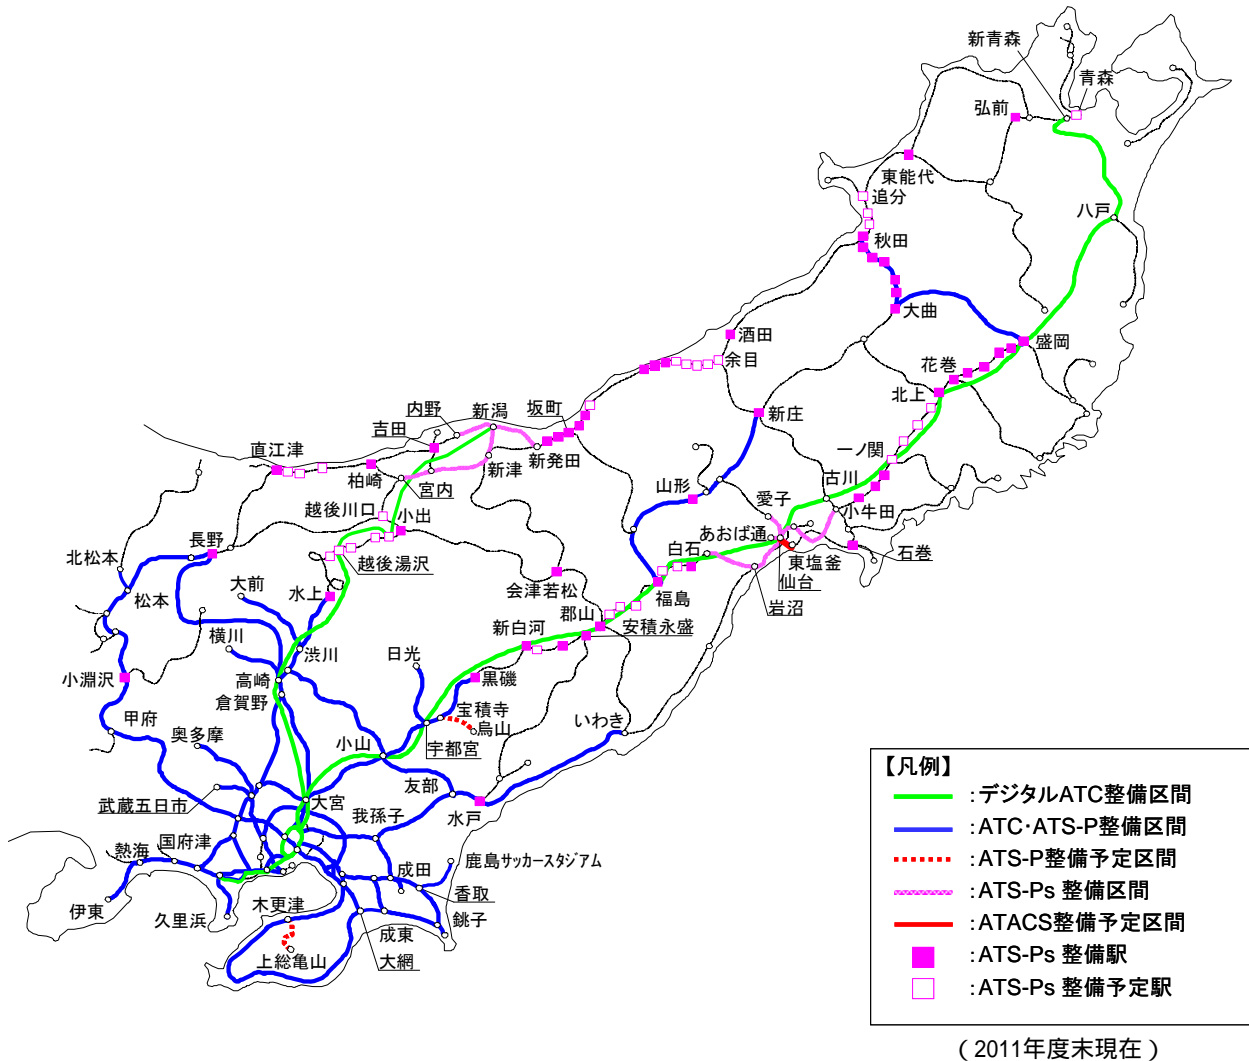 新青森
青森
弘前
東能代
追分
八戸
秋田
大曲
酒田
盛岡
余目
花巻
北上
内野
新潟
坂町
新庄
吉田
直江津
一ノ関
新発田
柏崎
新津
宮内
山形
古川
愛子
小牛田
越後川口
小出
あおば通
長野
白石
石巻
北松本
越後湯沢
東塩釜
仙台
大前
会津若松
岩沼
水上
福島
松本
郡山
横川
新白河
安積永盛
渋川
日光
小淵沢
高崎
黒磯
倉賀野
宝積寺
甲府
烏山
いわき
奥多摩
小山
宇都宮
友部
武蔵五日市
大宮
我孫子
水戸
国府津
熱海
成田
鹿島サッカースタジアム
香取
木更津
伊東
久里浜
銚子
成東
上総亀山
大網
【凡例】
:デジタルATC整備区間
:ATC･ATS-P整備区間
:ATS-P整備予定区間
:ATS-Ps 整備区間
:ATACS整備予定区間
:ATS-Ps 整備駅
:ATS-Ps 整備予定駅
(2011年度末現在)